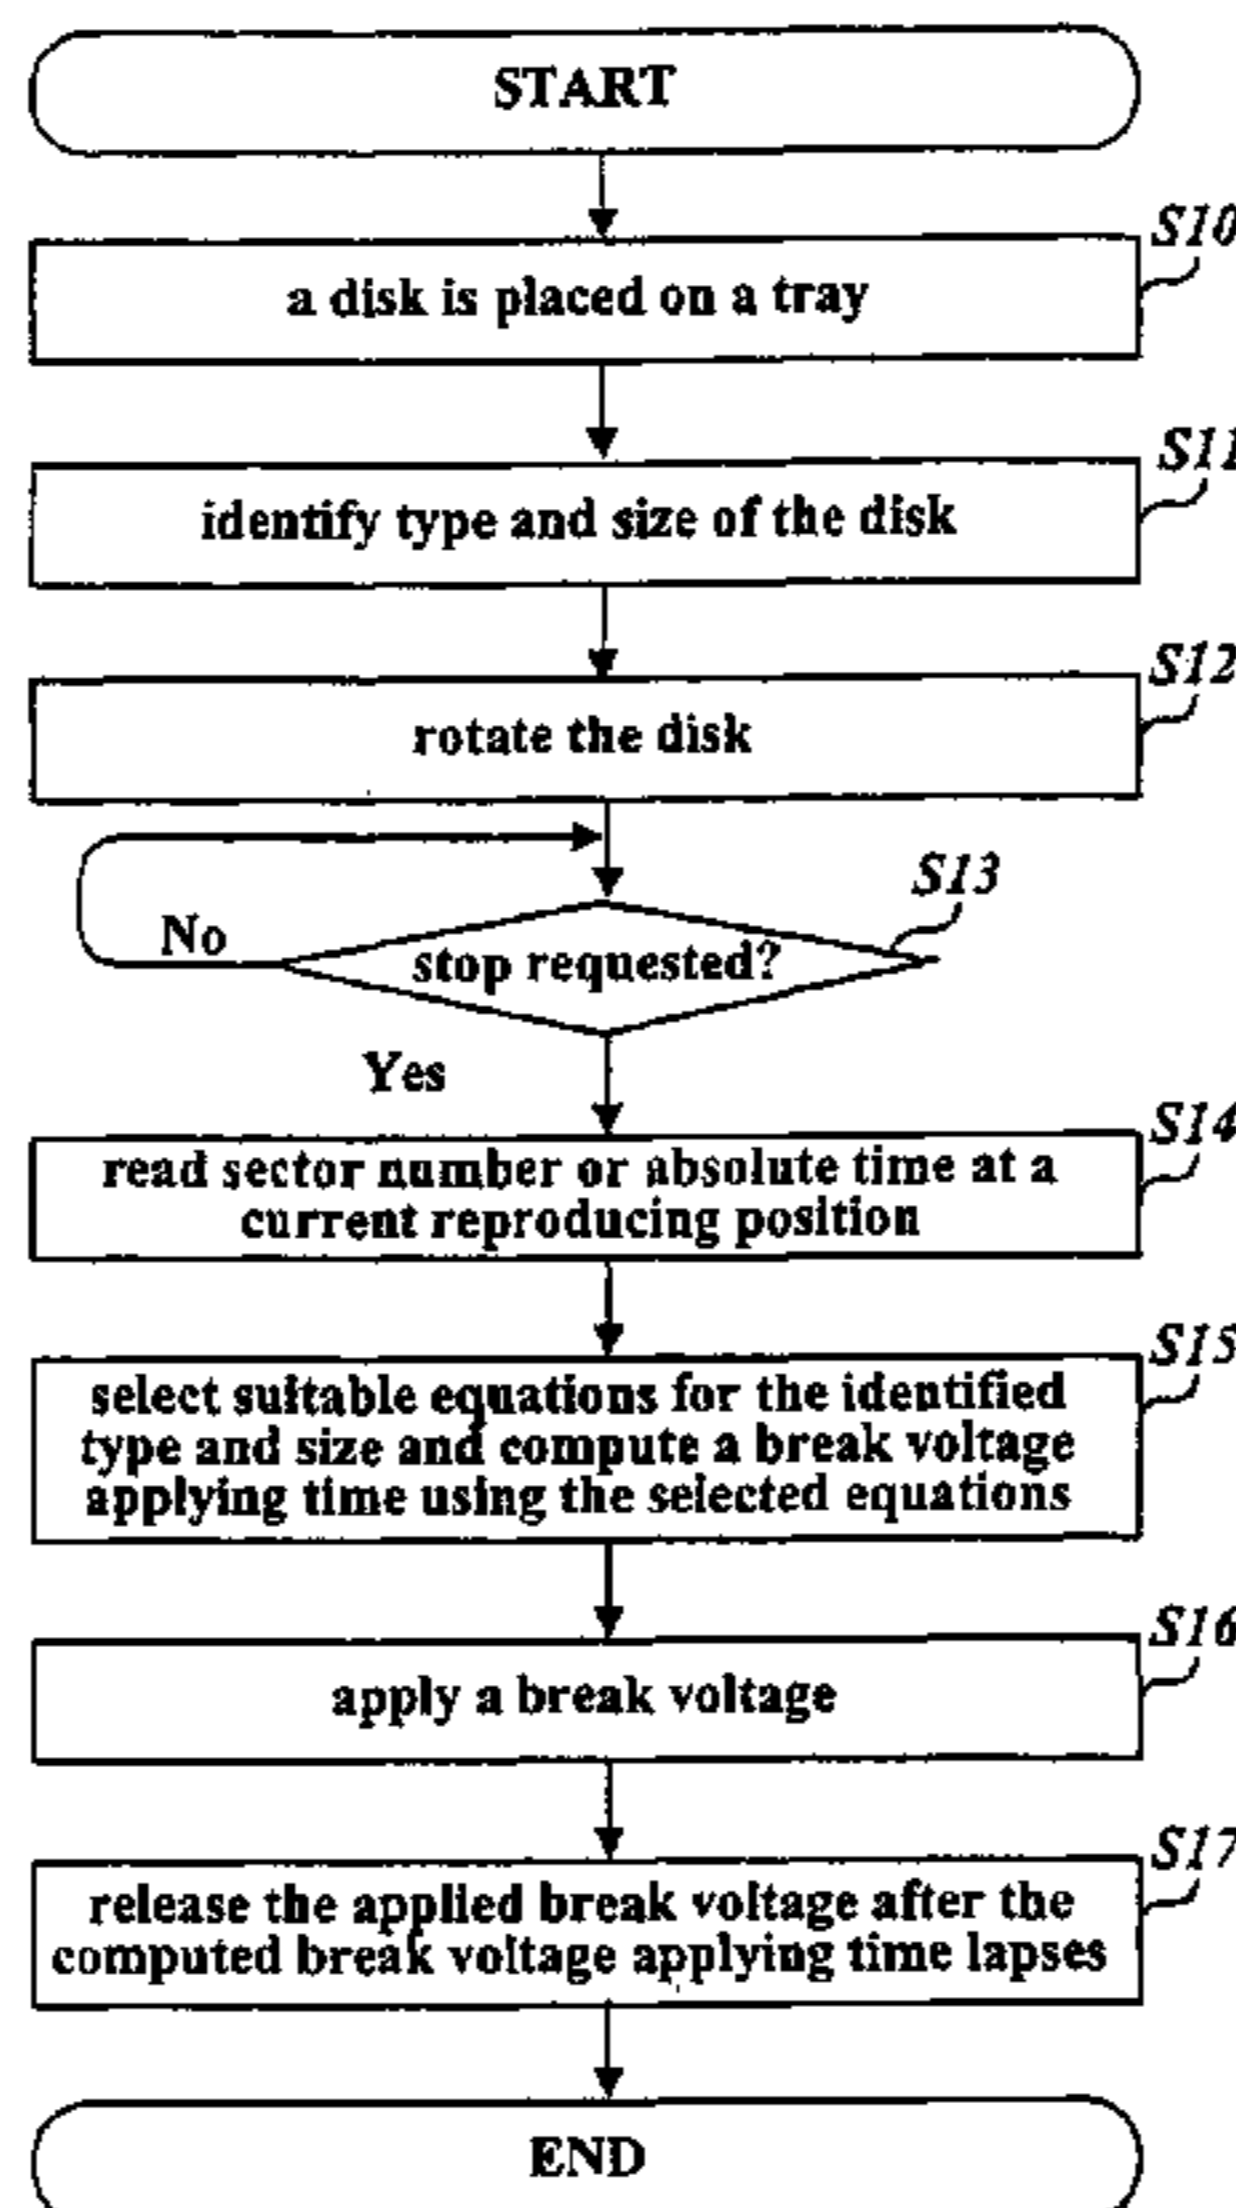 START
S10
a disk is placed on a tray
S11
identify type and size of the disk
S12
rotate the disk
S13
No
stop requested?
Yes
S14
read sector number or absolute time at a
current reproducing position
S15
select suitable equations for the identified
type and size and compute a break voltage
applying time using the selected equations
S16
apply a break voltage
S17
release the applied break voltage after the
computed break voltage applying time lapses
END